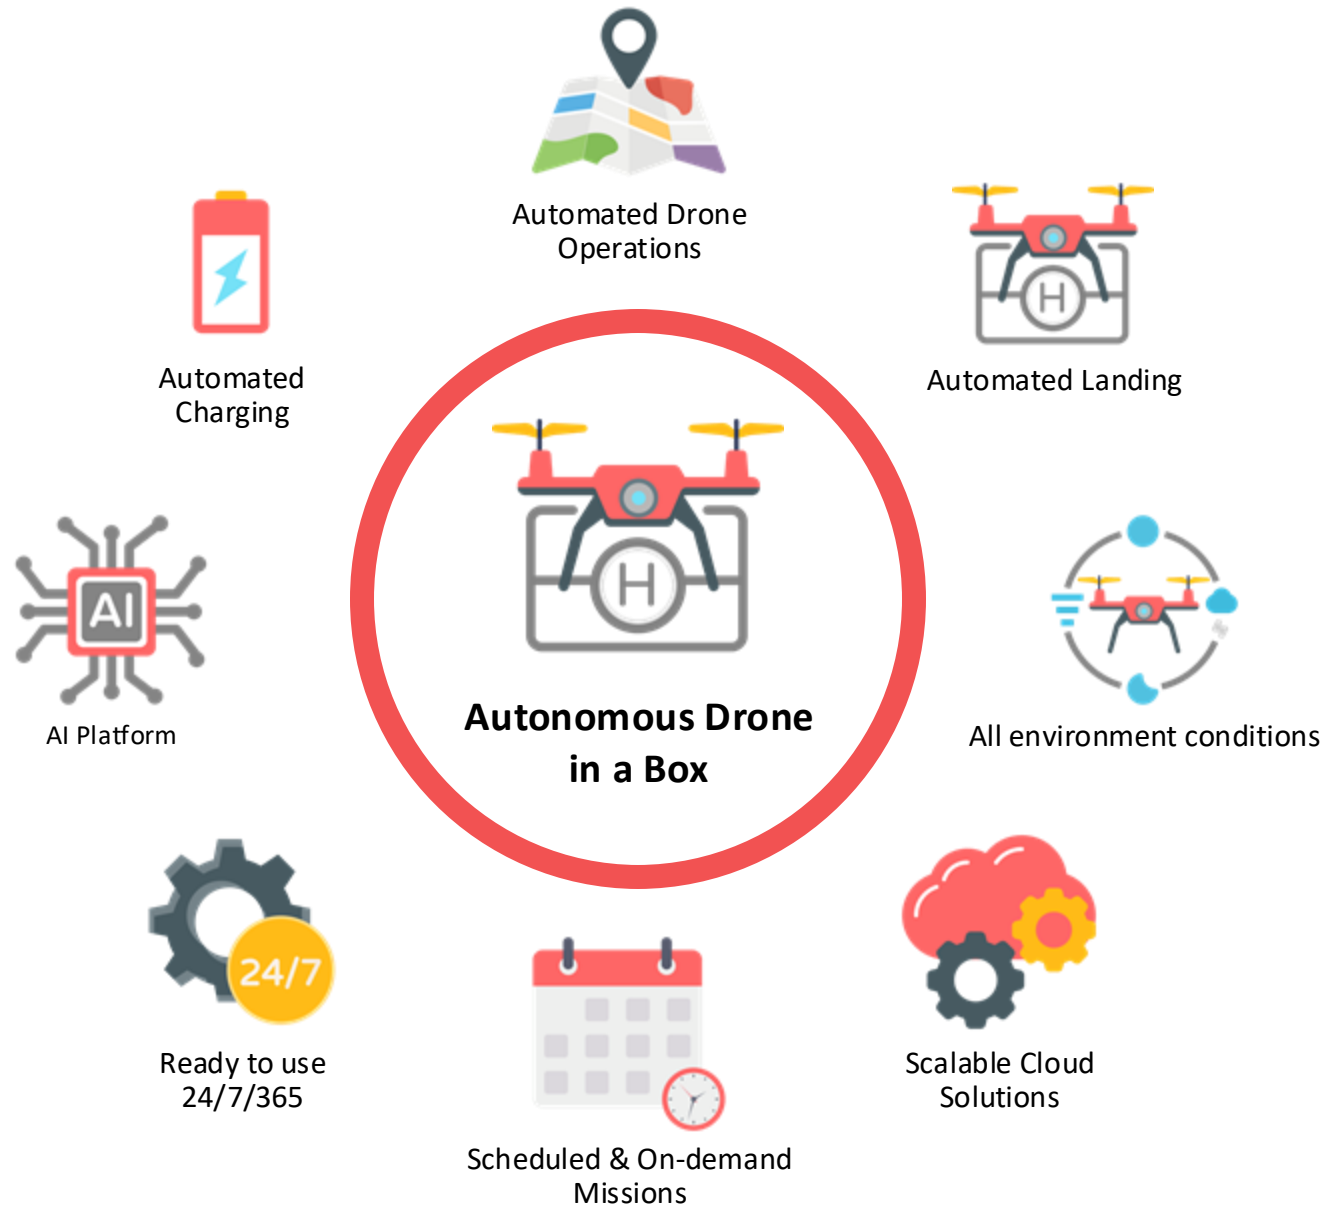 Automated Drone
Operations
Automated Landing
H
Automated
Charging
H
Autonomous Drone
in a Box
AI
AI Platform
H
All environment conditions
24/7
Ready to use
24/7/365
Scalable Cloud
Solutions
Scheduled & On-demand
Missions